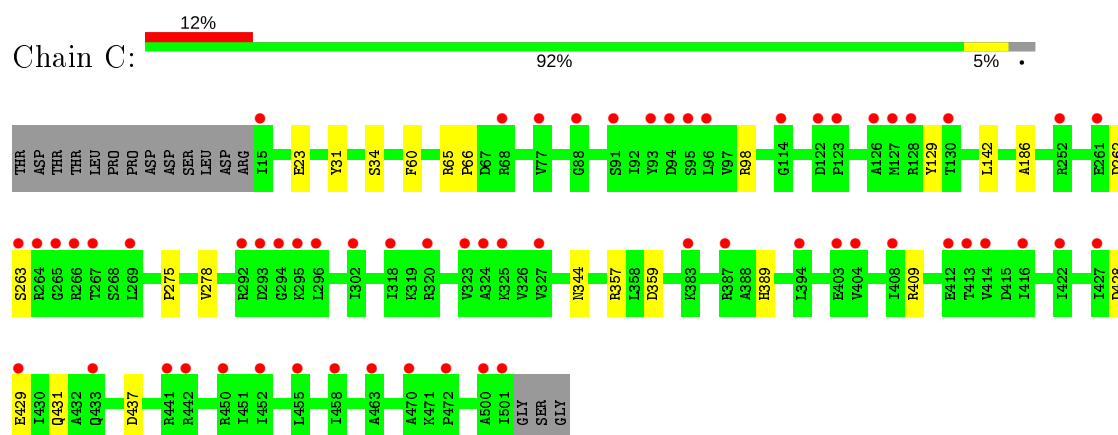 12%
Chain C:
92%
5%
•
THR ASP THR THR LEU PRO PRO ASP ASP SER LEU ASP ARG I15 E23 Y31 S34 F60 R65 P66 D67 R68 V77 G88 S91 I92 Y93 D94 S95 L96 V97 R98 G114 D122 P123 A126 M127 R128 Y129 T130 L142 A186 R252 E261 D262
S263 R264 G265 R266 T267 S268 L269 P275 V278 R292 D293 G294 K295 L296 I302 I318 K319 R320 V323 A324 K325 V326 V327 N344 R357 L358 D359 K383 R387 A388 H389 L394 E403 V404 I408 R409 E412 T413 V414 D415 I416 I422 I427 D428
E429 I430 Q431 A432 Q433 D437 R441 R442 R450 I451 I452 L455 I458 A463 A470 K471 P472 A500 I501 GLY SER GLY